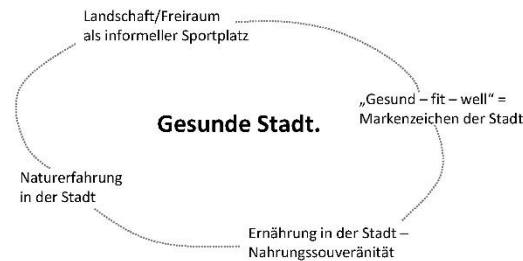 Landschaft/Freiraum
als informeller Sportplatz
„Gesund – fit – well“ =
Markenzeichen der Stadt
Gesunde Stadt.
Naturerfahrung
in der Stadt
Ernährung in der Stadt –
Nahrungssouveränität